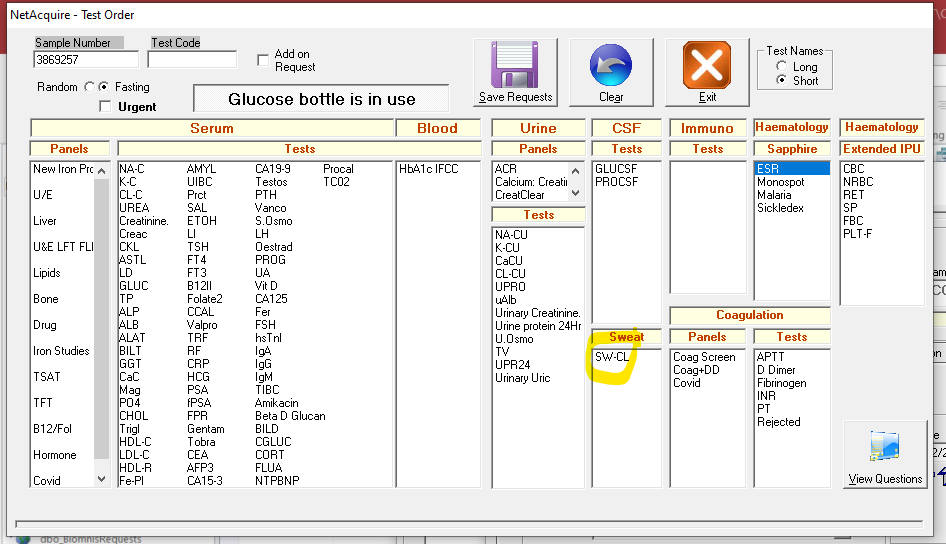 NetAcquire - Test Order
Sample Number
Test Code
3869257
Add on
Request
Random
Fasting
Urgent
Glucose bottle is in use
Save Requests
Clear
Exit
Test Names
Long
Short
Serum
Blood
Urine
CSF
Immuno
Haematology
Haematology
Panels
Tests
Panels
Tests
Tests
Sapphire
Extended IPU
New Iron Pro
U/E
Liver
U&E LFT FLI
Lipids
Bone
Drug
Iron Studies
TSAT
TFT
B12/Fol
Hormone
Covid
NA-C
K-C
CL-C
UREA
Creatinine.
Creac
CKL
ASTL
LD
GLUC
TP
ALP
ALB
ALAT
BILT
GGT
CaC
Mag
PO4
CHOL
Trigl
HDL-C
LDL-C
HDL-R
Fe-Pl
AMYL
UIBC
Prct
SAL
ETOH
LI
TSH
FT4
FT3
B12II
Folate2
CCAL
Valpro
TRF
RF
CRP
HCG
PSA
fPSA
FPR
Gentam
Tobra
CEA
AFP3
CA15-3
CA19-9
Testos
PTH
Vanco
S.Osmo
LH
Oestrad
PROG
UA
Vit D
CA125
Fer
FSH
hsTnI
IgA
IgG
IgM
TIBC
Amikacin
Beta D Glucan
BILD
CGLUC
CORT
FLUA
NTPBNP
Procal
TC02
HbA1c IFCC
ACR
Calcium: Creatin
CreatClear
Tests
NA-CU
K-CU
CaCU
CL-CU
UPRO
uAlb
Urinary Creatinine.
Urine protein 24Hr
U.Osmo
TV
UPR24
Urinary Uric
GLUCSF
PROCSF
Sweat
SW-CL
ESR
Monospot
Malaria
Sickledex
CBC
NRBC
RET
SP
FBC
PLT-F
Coagulation
Panels
Tests
Coag Screen
Coag+DD
Covid
APTT
D Dimer
Fibrinogen
INR
PT
Rejected
View Questions
dbo_BiomnisRequests